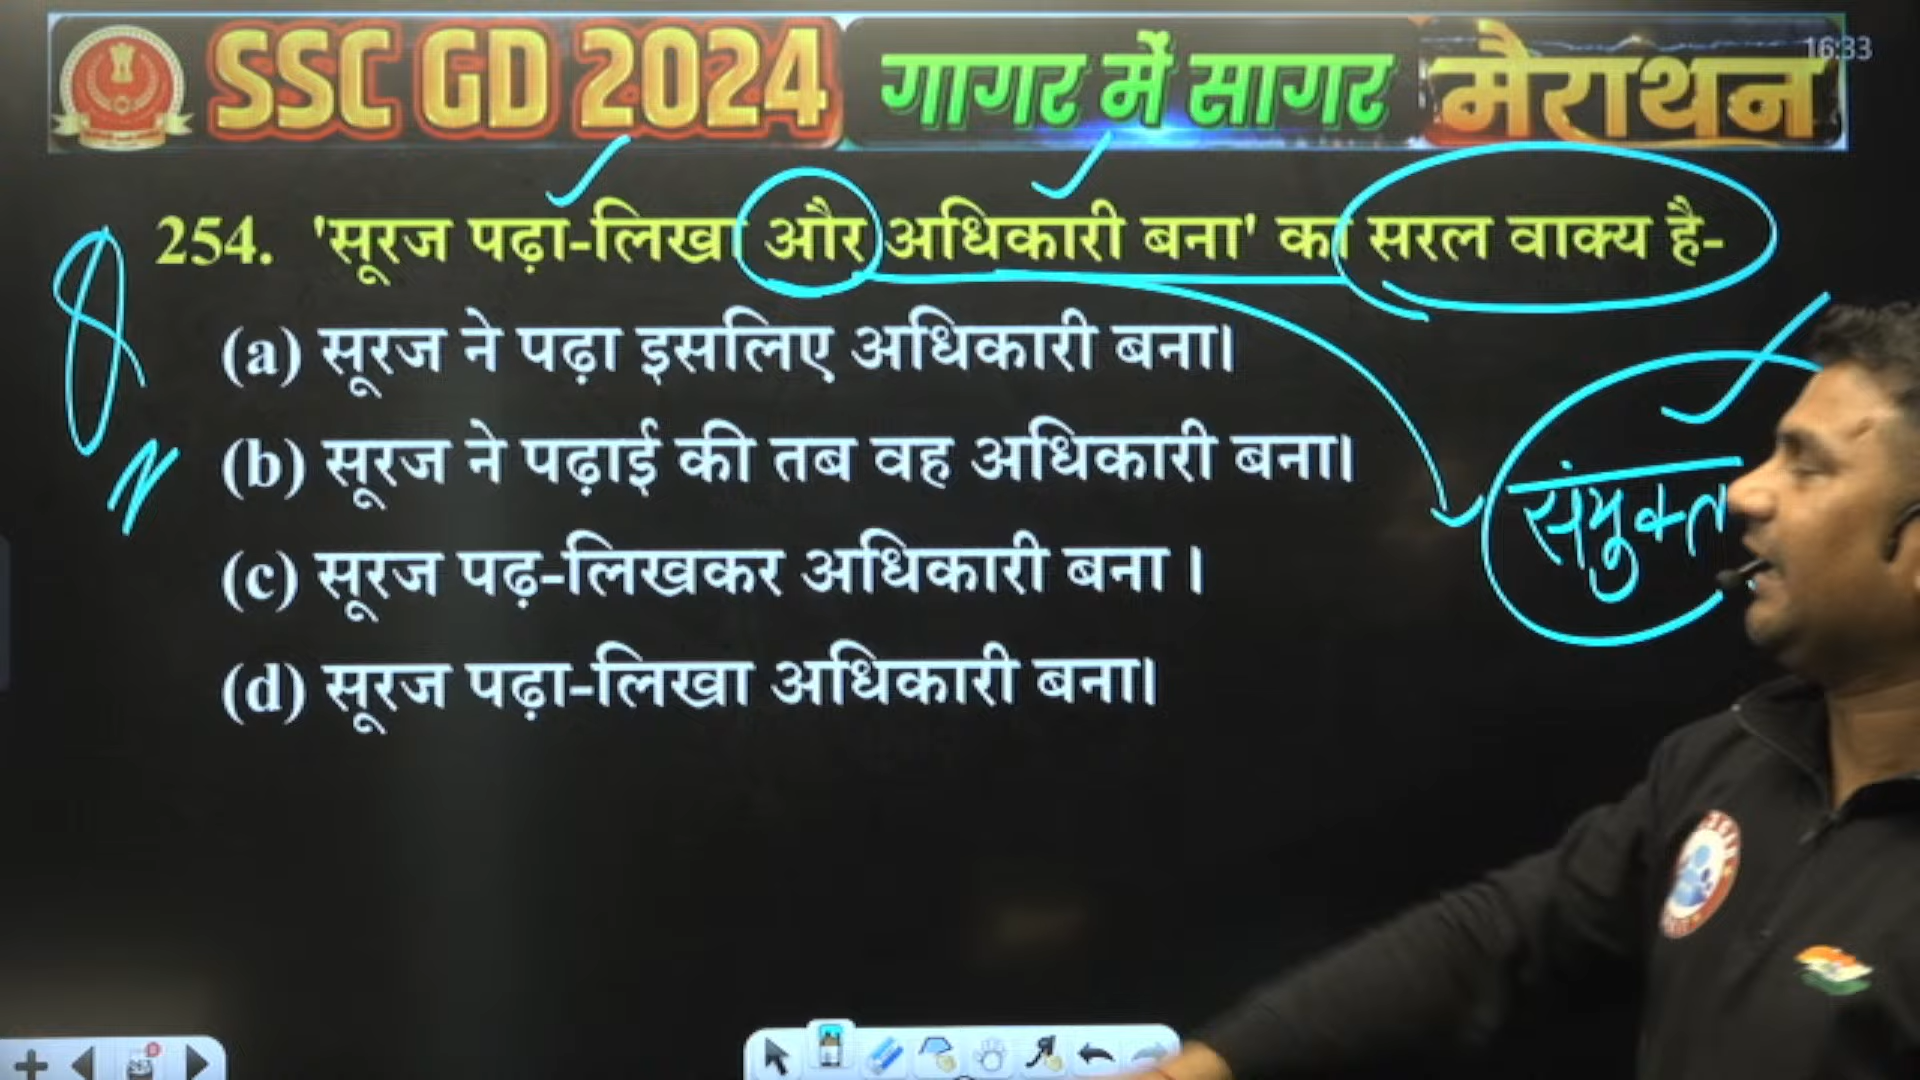 SSC GD 2024 गागर में सागर मैराथन
16:33
254. 'सूरज पढ़ा-लिखा और अधिकारी बना' का सरल वाक्य है-
(a) सूरज ने पढ़ा इसलिए अधिकारी बना।
(b) सूरज ने पढ़ाई की तब वह अधिकारी बना।
संयुक्त
(c) सूरज पढ़-लिखकर अधिकारी बना ।
(d) सूरज पढ़ा-लिखा अधिकारी बना।